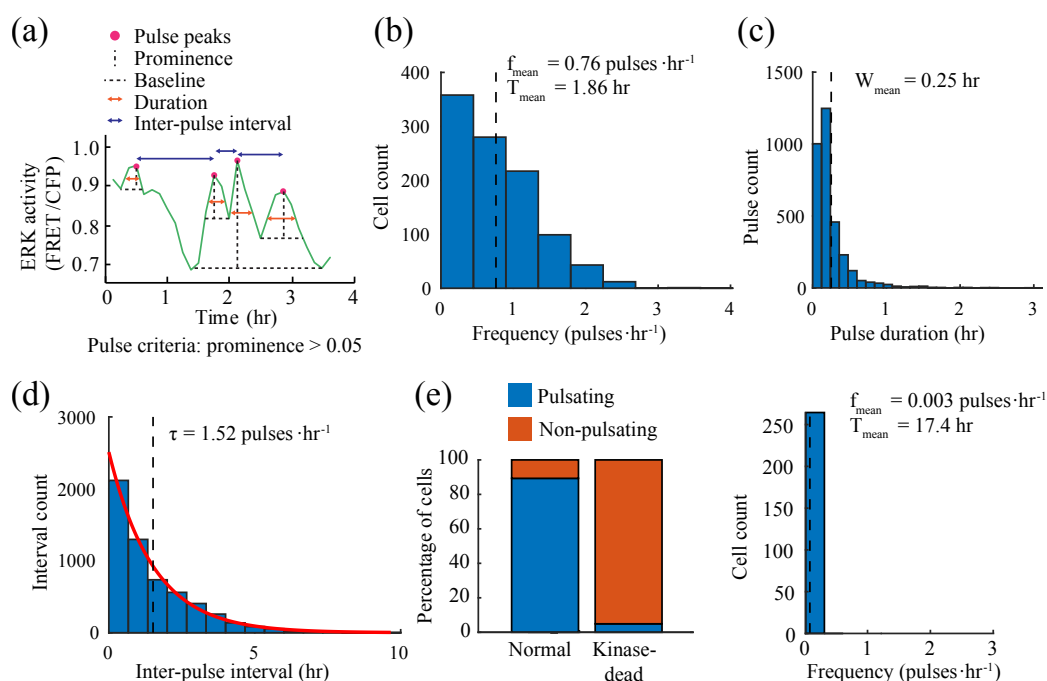 (a)
Pulse peaks
Prominence
Baseline
Duration
Inter-pulse interval
1.0
0.9
0.8
0.7
ERK activity
(FRET /CFP)
0
1
2
3
4
Time (hr)
Pulse criteria: prominence > 0.05
(b)
f_mean = 0.76 pulses·hr⁻¹
T_mean = 1.86 hr
400
300
200
100
0
Cell count
0
1
2
3
4
Frequency (pulses·hr⁻¹)
(c)
W_mean = 0.25 hr
1500
1000
500
0
Pulse count
0
1
2
3
Pulse duration (hr)
(d)
τ = 1.52 pulses·hr⁻¹
3000
2000
1000
0
Interval count
0
5
10
Inter-pulse interval (hr)
(e)
Pulsating
Non-pulsating
100
80
60
40
20
0
Percentage of cells
Normal
Kinase-
dead
f_mean = 0.003 pulses·hr⁻¹
T_mean = 17.4 hr
250
200
150
100
50
0
Cell count
0
1
2
3
Frequency (pulses·hr⁻¹)